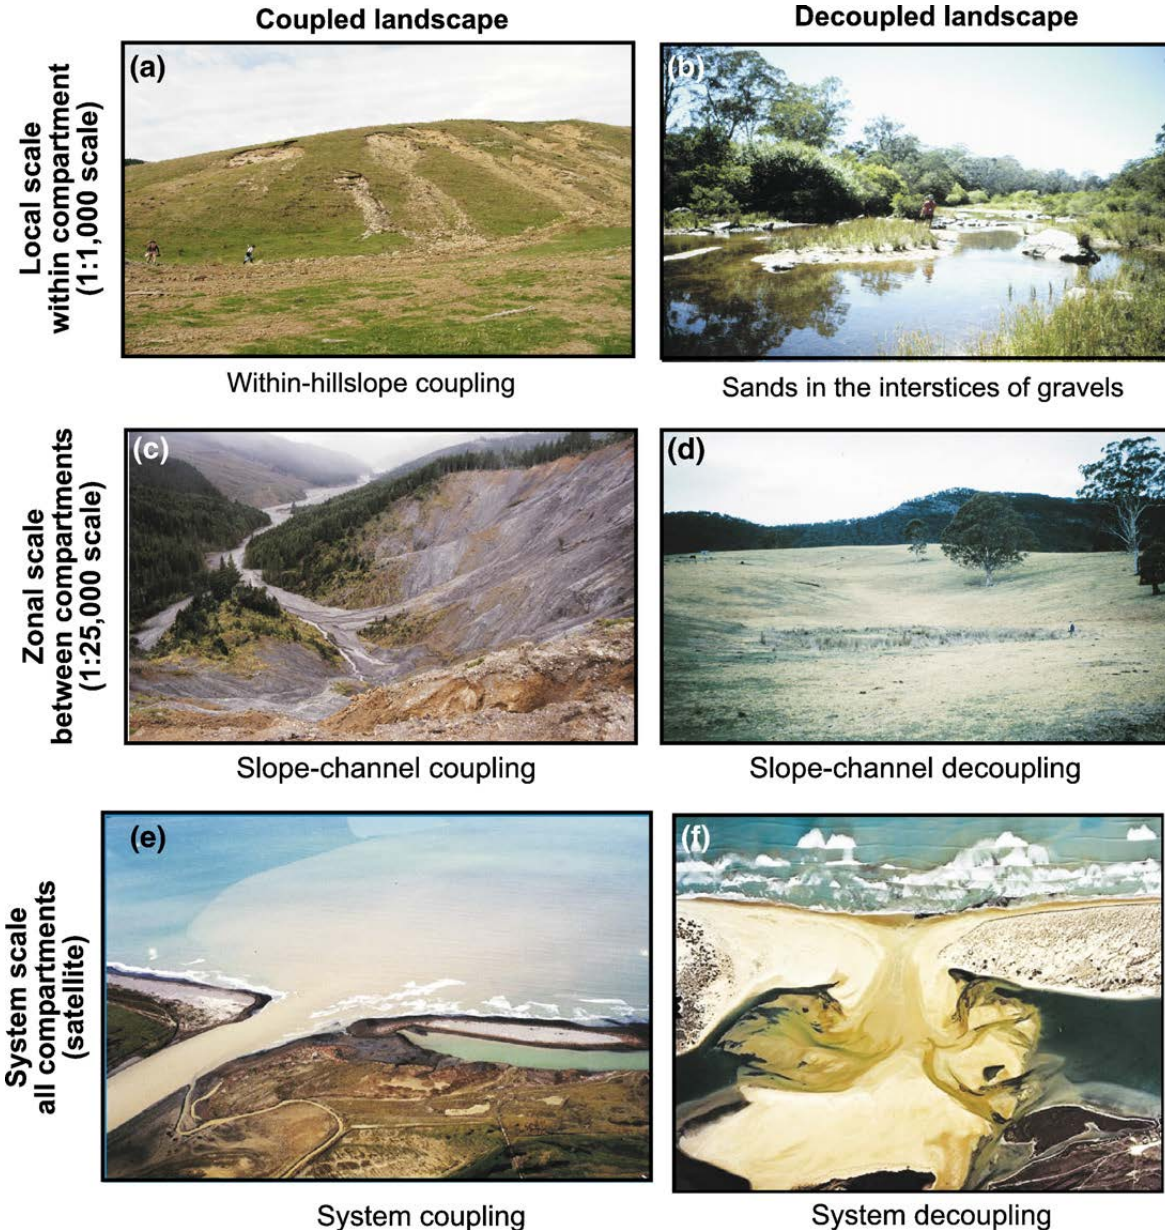 Coupled landscape
Decoupled landscape
Local scale
within compartment
(1:1,000 scale)
(a)
(b)
Within-hillslope coupling
Sands in the interstices of gravels
Zonal scale
between compartments
(1:25,000 scale)
(c)
(d)
Slope-channel coupling
Slope-channel decoupling
System scale
all compartments
(satellite)
(e)
(f)
System coupling
System decoupling